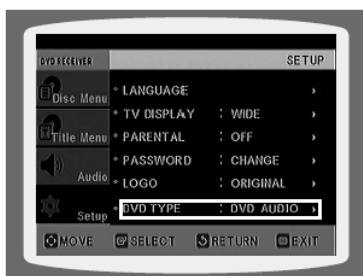 DVD RECEIVER SETUP
Disc Menu
Title Menu
Audio
Setup
LANGUAGE
TV DISPLAY : WIDE
PARENTAL : OFF
PASSWORD : CHANGE
LOGO : ORIGINAL
DVD TYPE : DVD AUDIO
MOVE SELECT RETURN EXIT